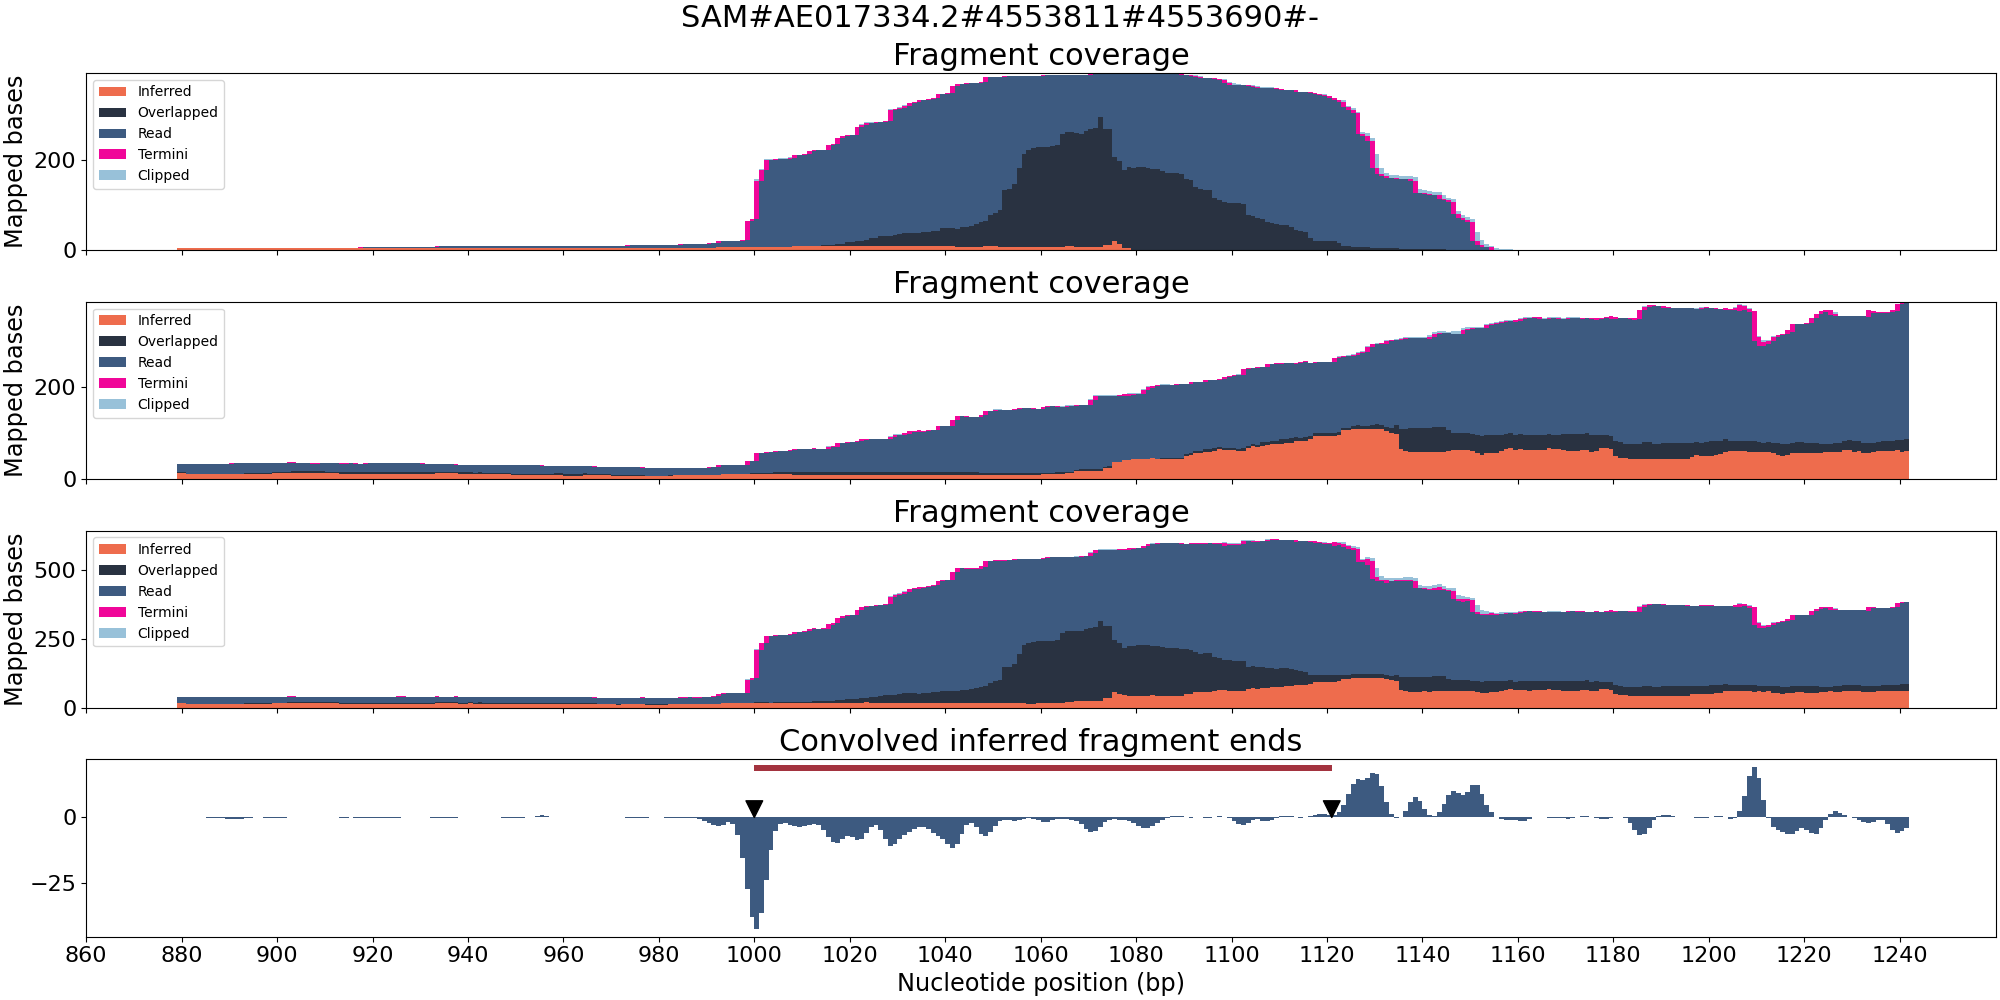 SAM#AE017334.2#4553811#4553690#-
Fragment coverage
Mapped bases
200
0
Inferred
Overlapped
Read
Termini
Clipped
Fragment coverage
Mapped bases
200
0
Inferred
Overlapped
Read
Termini
Clipped
Fragment coverage
Mapped bases
500
250
0
Inferred
Overlapped
Read
Termini
Clipped
Convolved inferred fragment ends
0
−25
860 880 900 920 940 960 980 1000 1020 1040 1060 1080 1100 1120 1140 1160 1180 1200 1220 1240
Nucleotide position (bp)